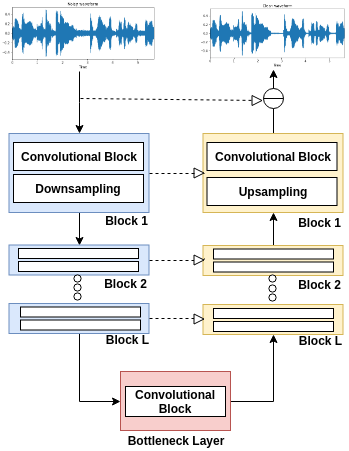 Noisy waveform
Clean waveform
Time
Time
Convolutional Block
Downsampling
Block 1
Convolutional Block
Upsampling
Block 1
Block 2
Block 2
Block L
Block L
Convolutional
Block
Bottleneck Layer